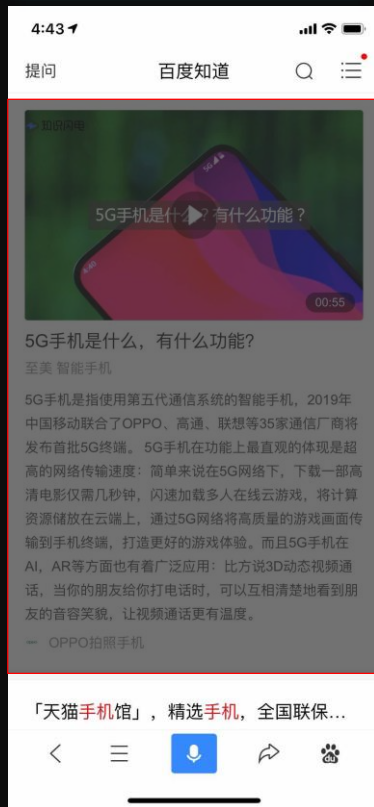 4:43
提问
百度知道
知识闪电
5G手机是什么？有什么功能？
00:55
5G手机是什么，有什么功能？
至美 智能手机
5G手机是指使用第五代通信系统的智能手机，2019年
中国移动联合了OPPO、高通、联想等35家通信厂商将
发布首批5G终端。 5G手机在功能上最直观的体现是超
高的网络传输速度：简单来说在5G网络下，下载一部高
清电影仅需几秒钟，闪速加载多人在线云游戏，将计算
资源储放在云端上，通过5G网络将高质量的游戏画面传
输到手机终端，打造更好的游戏体验。而且5G手机在
AI，AR等方面也有着广泛应用：比方说3D动态视频通
话，当你的朋友给你打电话时，可以互相清楚地看到朋
友的音容笑貌，让视频通话更有温度。
一 OPPO拍照手机
「天猫手机馆」，精选手机，全国联保...
du